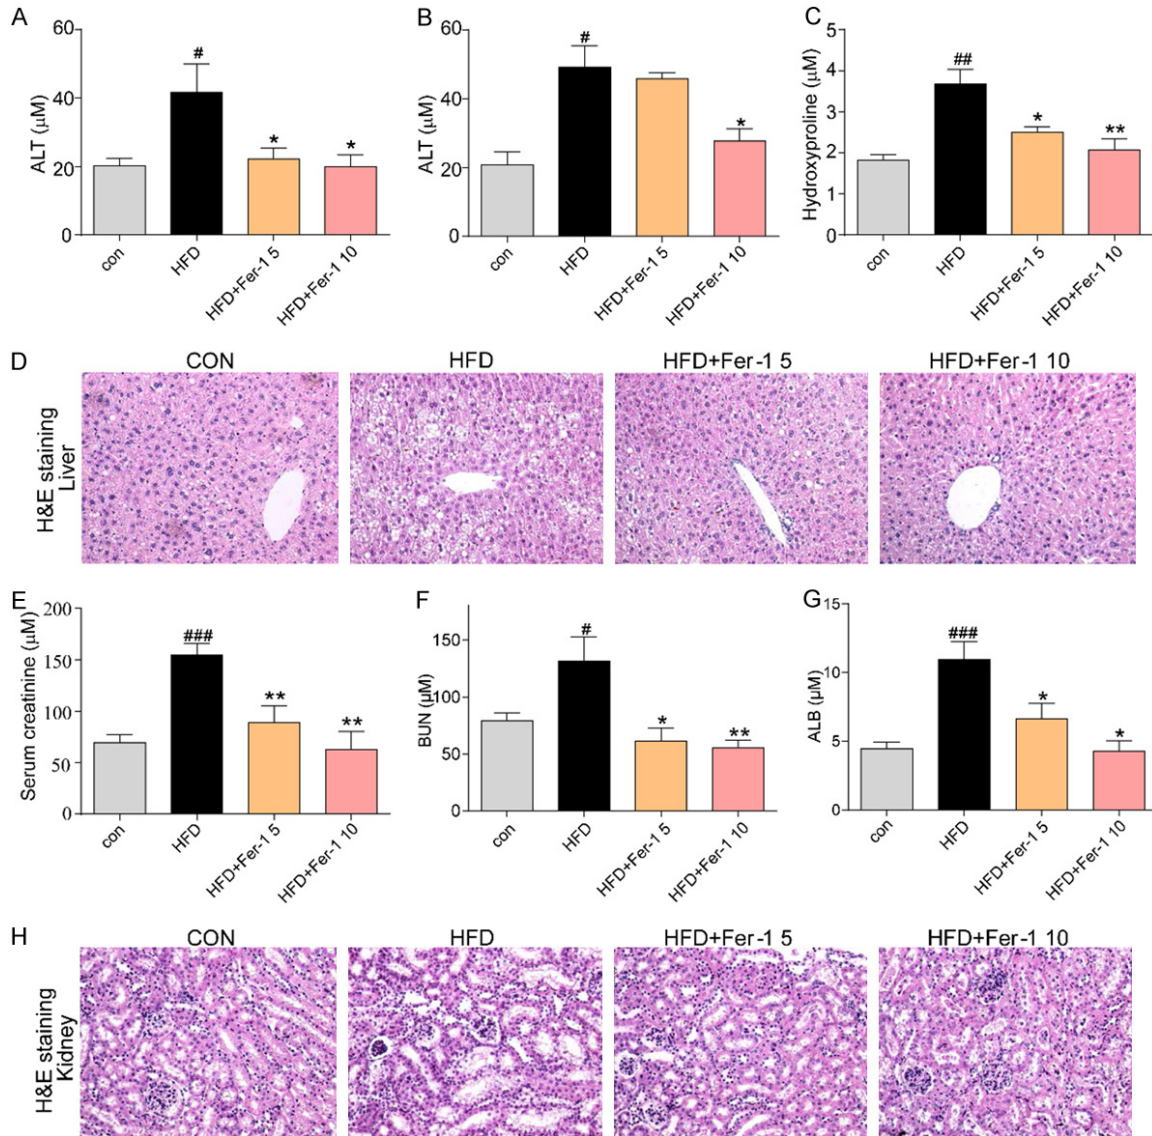 A
ALT (μM)
60
40
20
0
#
*
*
con
HFD
HFD+Fer-1 5
HFD+Fer-1 10
B
ALT (μM)
60
40
20
0
#
*
con
HFD
HFD+Fer-1 5
HFD+Fer-1 10
C
Hydroxyproline (μM)
5
4
3
2
1
0
##
*
**
con
HFD
HFD+Fer-1 5
HFD+Fer-1 10
D
CON
HFD
HFD+Fer-1 5
HFD+Fer-1 10
H&E staining
Liver
E
Serum creatinine (μM)
200
150
100
50
0
###
**
**
con
HFD
HFD+Fer-1 5
HFD+Fer-1 10
F
BUN (μM)
150
100
50
0
#
*
**
con
HFD
HFD+Fer-1 5
HFD+Fer-1 10
G
ALB (μM)
15
10
5
0
###
*
*
con
HFD
HFD+Fer-1 5
HFD+Fer-1 10
H
CON
HFD
HFD+Fer-1 5
HFD+Fer-1 10
H&E staining
Kidney